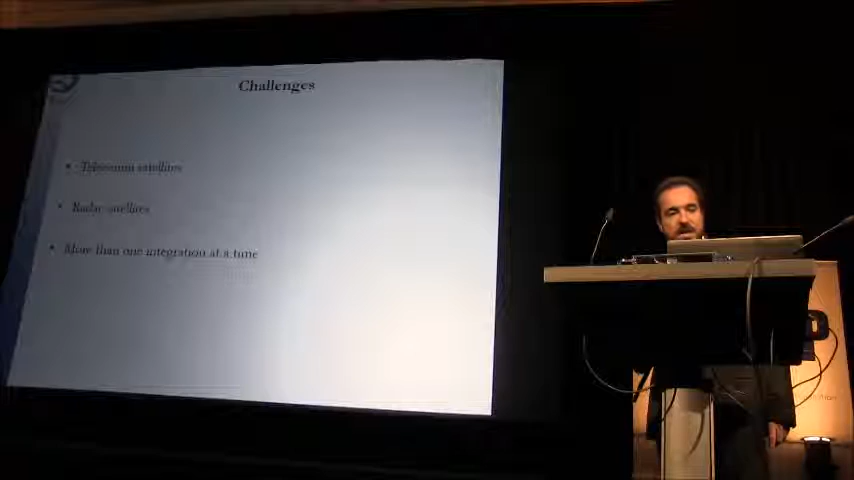 Challenges
• Telecomm satellites
• Radar satellites
• More than one integration at a time